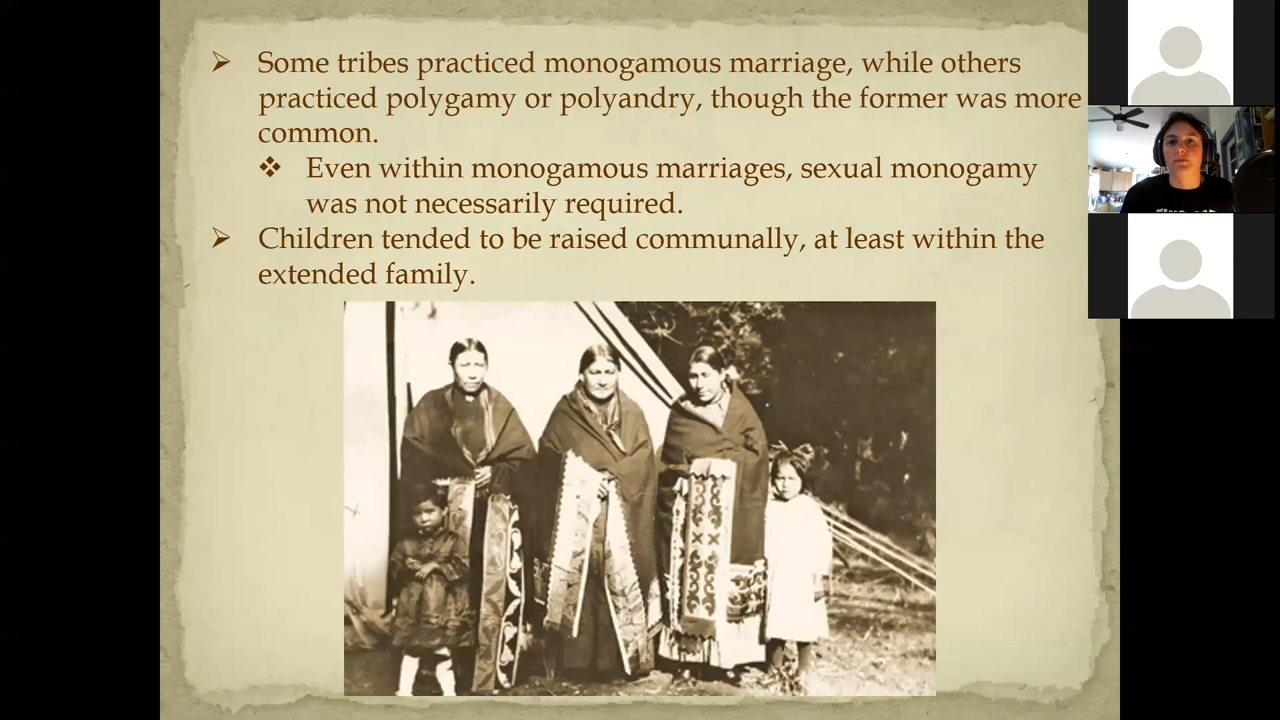 ➢ Some tribes practiced monogamous marriage, while others
practiced polygamy or polyandry, though the former was more
common.
❖ Even within monogamous marriages, sexual monogamy
was not necessarily required.
➢ Children tended to be raised communally, at least within the
extended family.